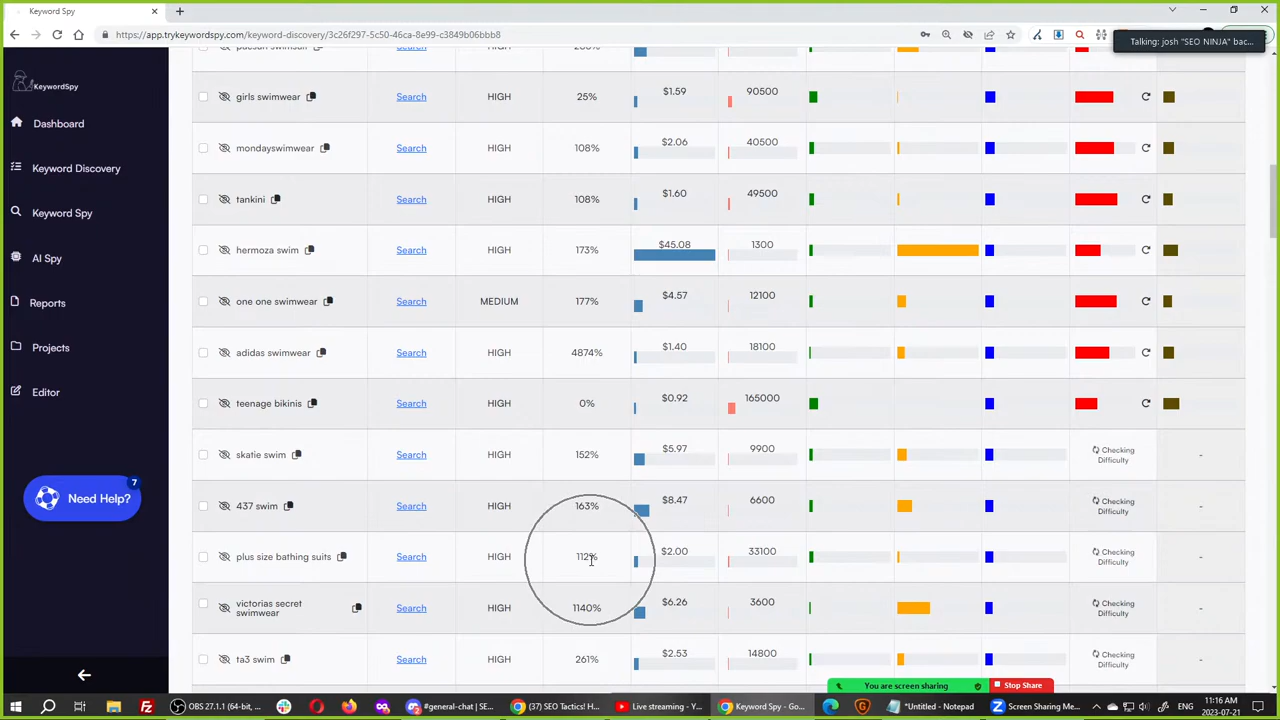 Keyword Spy
https://app.trykeywordspy.com/keyword-discovery/3c26f297-5c50-46ca-8e99-c3849b06bbb8
Talking: josh "SEO NINJA" bac...
KeywordSpy
Dashboard
Keyword Discovery
Keyword Spy
AI Spy
Reports
Projects
Editor
7
Need Help?
girls swimwear Search HIGH 25% $1.59 90500
mondayswimwear Search HIGH 108% $2.06 40500
tankini Search HIGH 108% $1.60 49500
hermoza swim Search HIGH 173% $45.08 1300
one one swimwear Search MEDIUM 177% $4.57 12100
adidas swimwear Search HIGH 4874% $1.40 18100
teenage bikinis Search HIGH 0% $0.92 165000
skatie swim Search HIGH 152% $5.97 9900 Checking Difficulty -
437 swim Search HIGH 163% $8.47 6600 Checking Difficulty -
plus size bathing suits Search HIGH 112% $2.00 33100 Checking Difficulty -
victorias secret swimwear Search HIGH 1140% $6.26 3600 Checking Difficulty -
ta3 swim Search HIGH 261% $2.53 14800 Checking Difficulty -
You are screen sharing Stop Share
OBS 27.1.1 (64-bit, ...
#general-chat | SE...
(37) SEO Tactics | H...
Live streaming - Y...
Keyword Spy - Go...
*Untitled - Notepad
Screen Sharing Me...
11:16 AM
2023-07-21